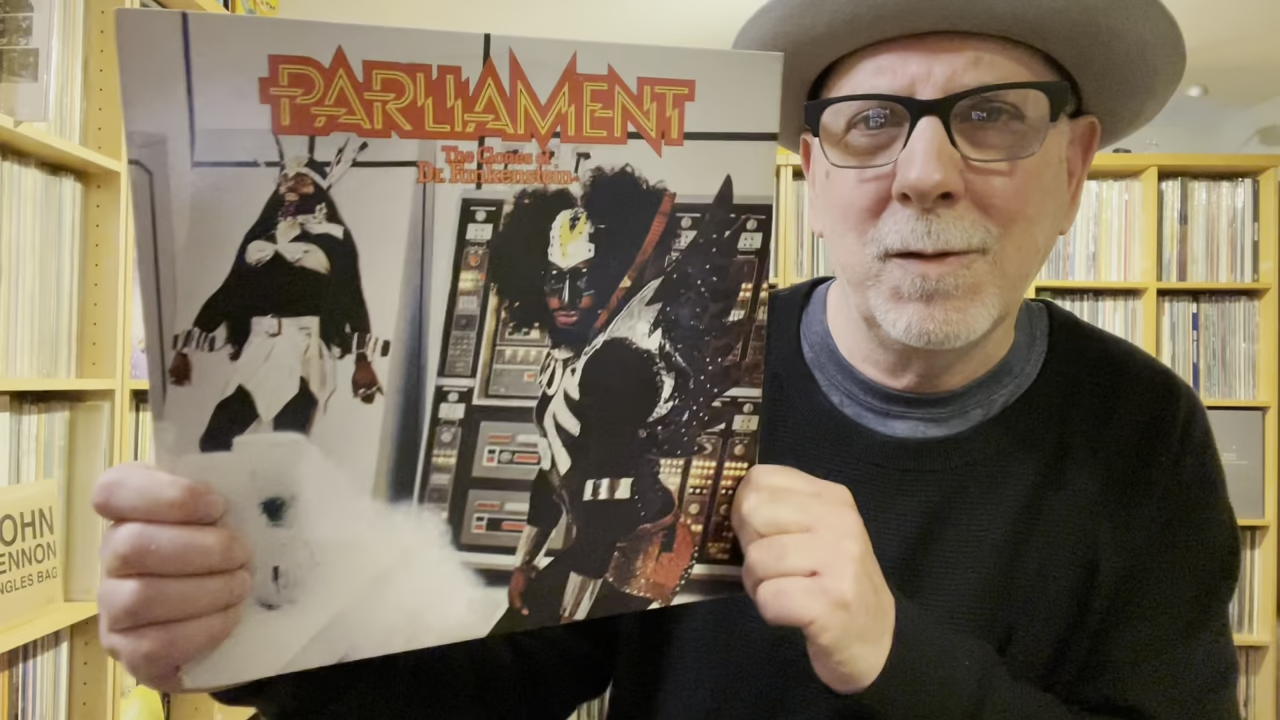 PARLIAMENT
The Clones of
Dr. Funkenstein
OHN
ENNON
NGLES BAG